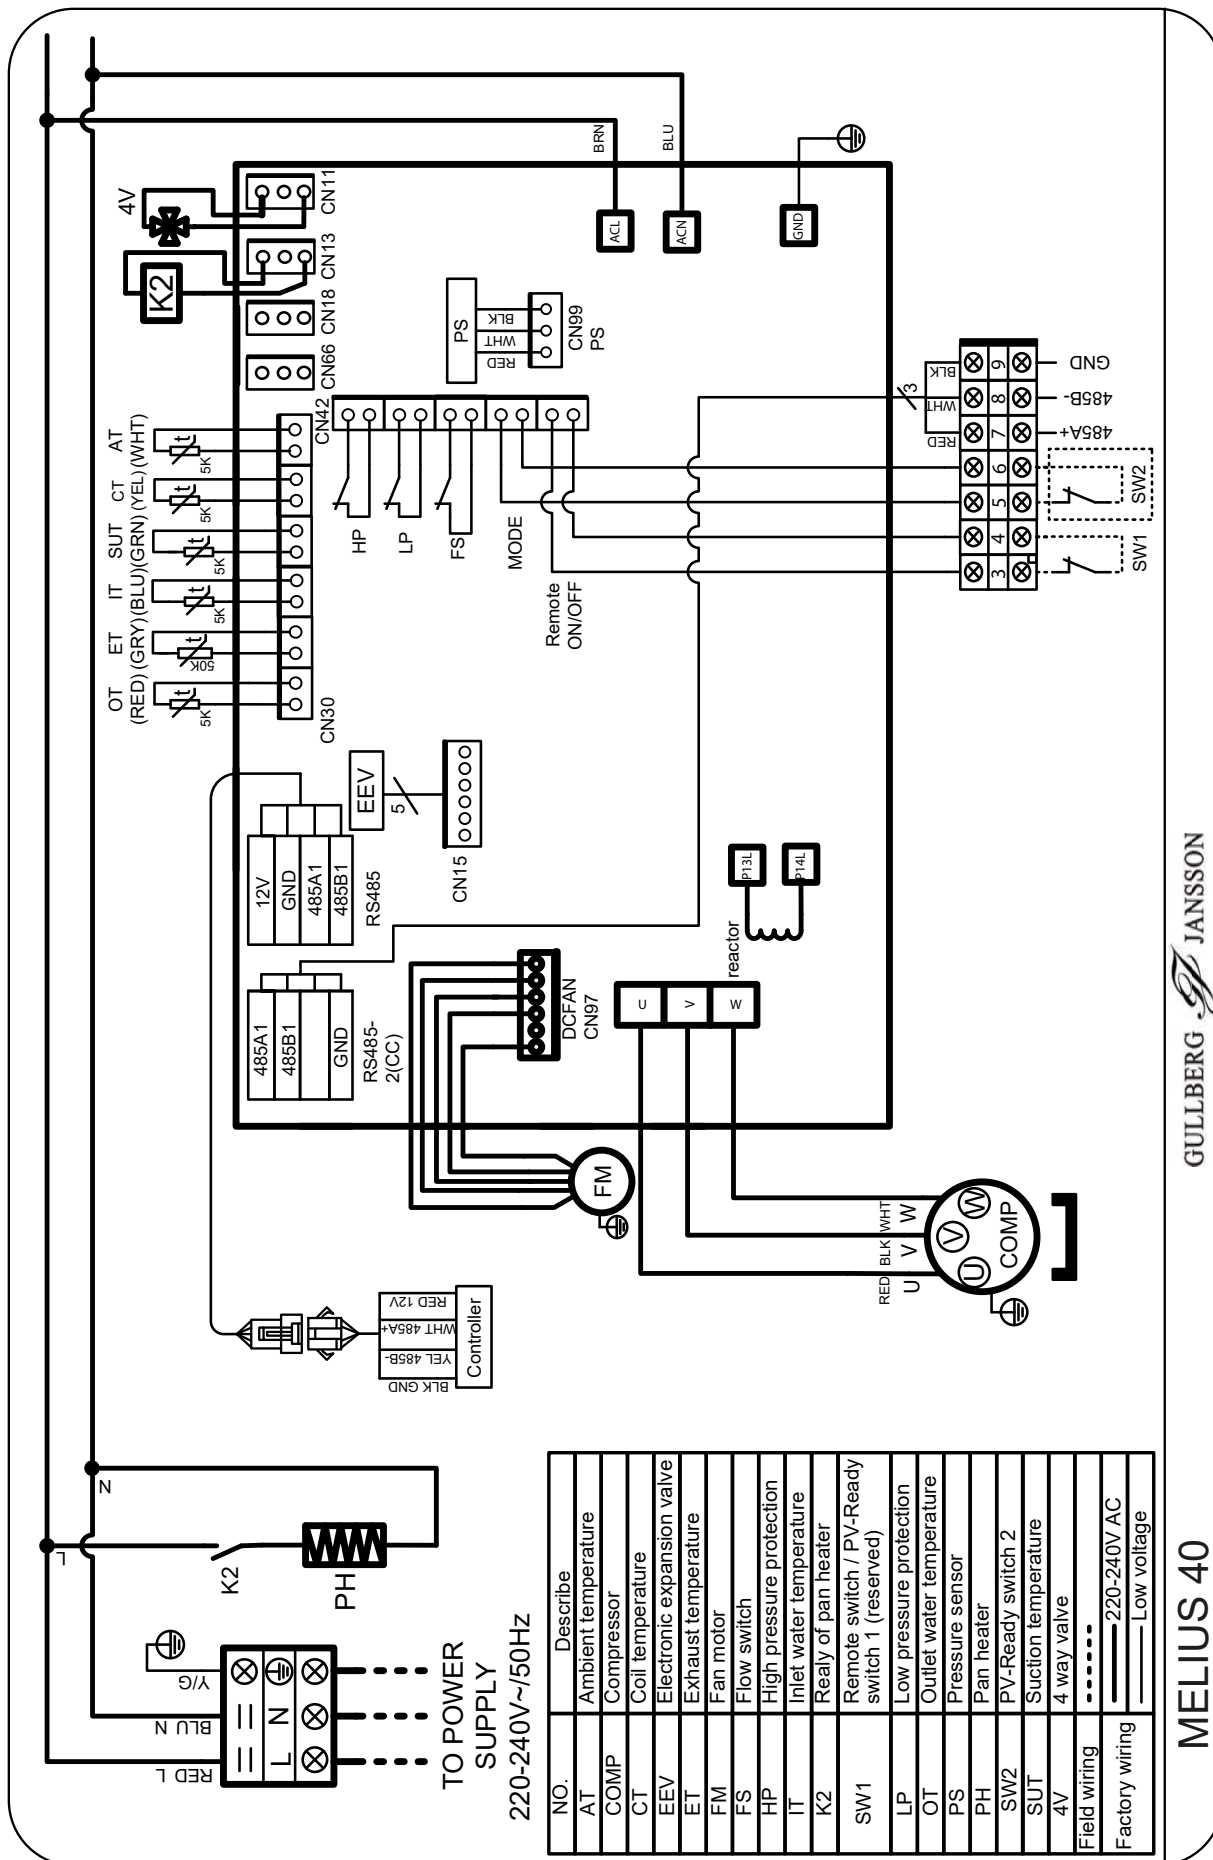 4V
K2
CN11
CN13
CN18
CN66
CN42
AT
(WHT)
5K
CT
(YEL)
5K
SUT
(GRN)
5K
IT
(BLU)
5K
ET
(GRY)
50K
OT
(RED)
5K
CN30
t
t
t
t
t
t
BRN
BLU
ACL
ACN
GND
PS
BLK
WHT
RED
CN99
PS
HP
LP
FS
MODE
Remote
ON/OFF
3
BLK
WHT
RED
9
8
7
6
5
4
3
GND
485B-
485A+
SW2
SW1
12V
GND
485A1
485B1
RS485
EEV
5
CN15
485A1
485B1
GND
RS485-
2(CC)
DCFAN
CN97
U
V
W
reactor
P13L
P14L
FM
RED
BLK
WHT
U
V
W
U
V
W
COMP
RED 12V
WHT 485A+
YEL 485B-
BLK GND
Controller
L
N
K2
PH
Y/G
BLU N
RED L
L
N
TO POWER
SUPPLY
220-240V~/50Hz
NO. Describe
AT Ambient temperature
COMP Compressor
CT Coil temperature
EEV Electronic expansion valve
ET Exhaust temperature
FM Fan motor
FS Flow switch
HP High pressure protection
IT Inlet water temperature
K2 Realy of pan heater
SW1 Remote switch / PV-Ready
switch 1 (reserved)
LP Low pressure protection
OT Outlet water temperature
PS Pressure sensor
PH Pan heater
SW2 PV-Ready switch 2
SUT Suction temperature
4V 4 way valve
Field wiring
Factory wiring 220-240V AC
Low voltage
MELIUS 40
GULLBERG JANSSON